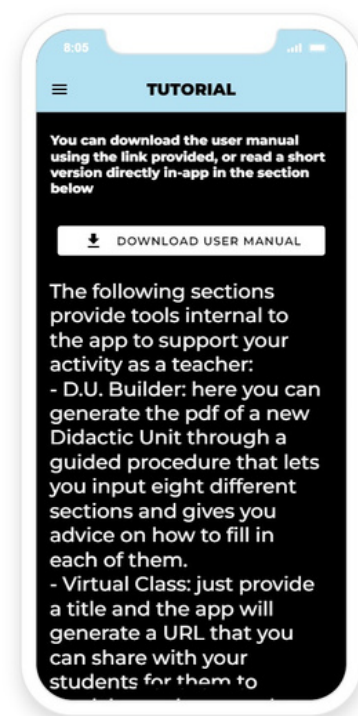 8:05
TUTORIAL
You can download the user manual
using the link provided, or read a short
version directly in-app in the section
below
DOWNLOAD USER MANUAL
The following sections
provide tools internal to
the app to support your
activity as a teacher:
- D.U. Builder: here you can
generate the pdf of a new
Didactic Unit through a
guided procedure that lets
you input eight different
sections and gives you
advice on how to fill in
each of them.
- Virtual Class: just provide
a title and the app will
generate a URL that you
can share with your
students for them to